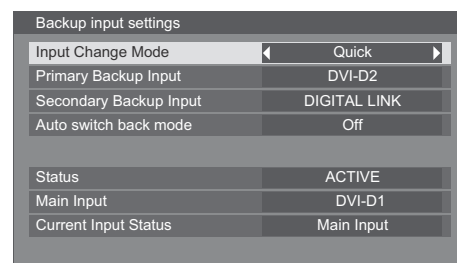 Backup input settings
Input Change Mode Quick
Primary Backup Input DVI-D2
Secondary Backup Input DIGITAL LINK
Auto switch back mode Off
Status ACTIVE
Main Input DVI-D1
Current Input Status Main Input